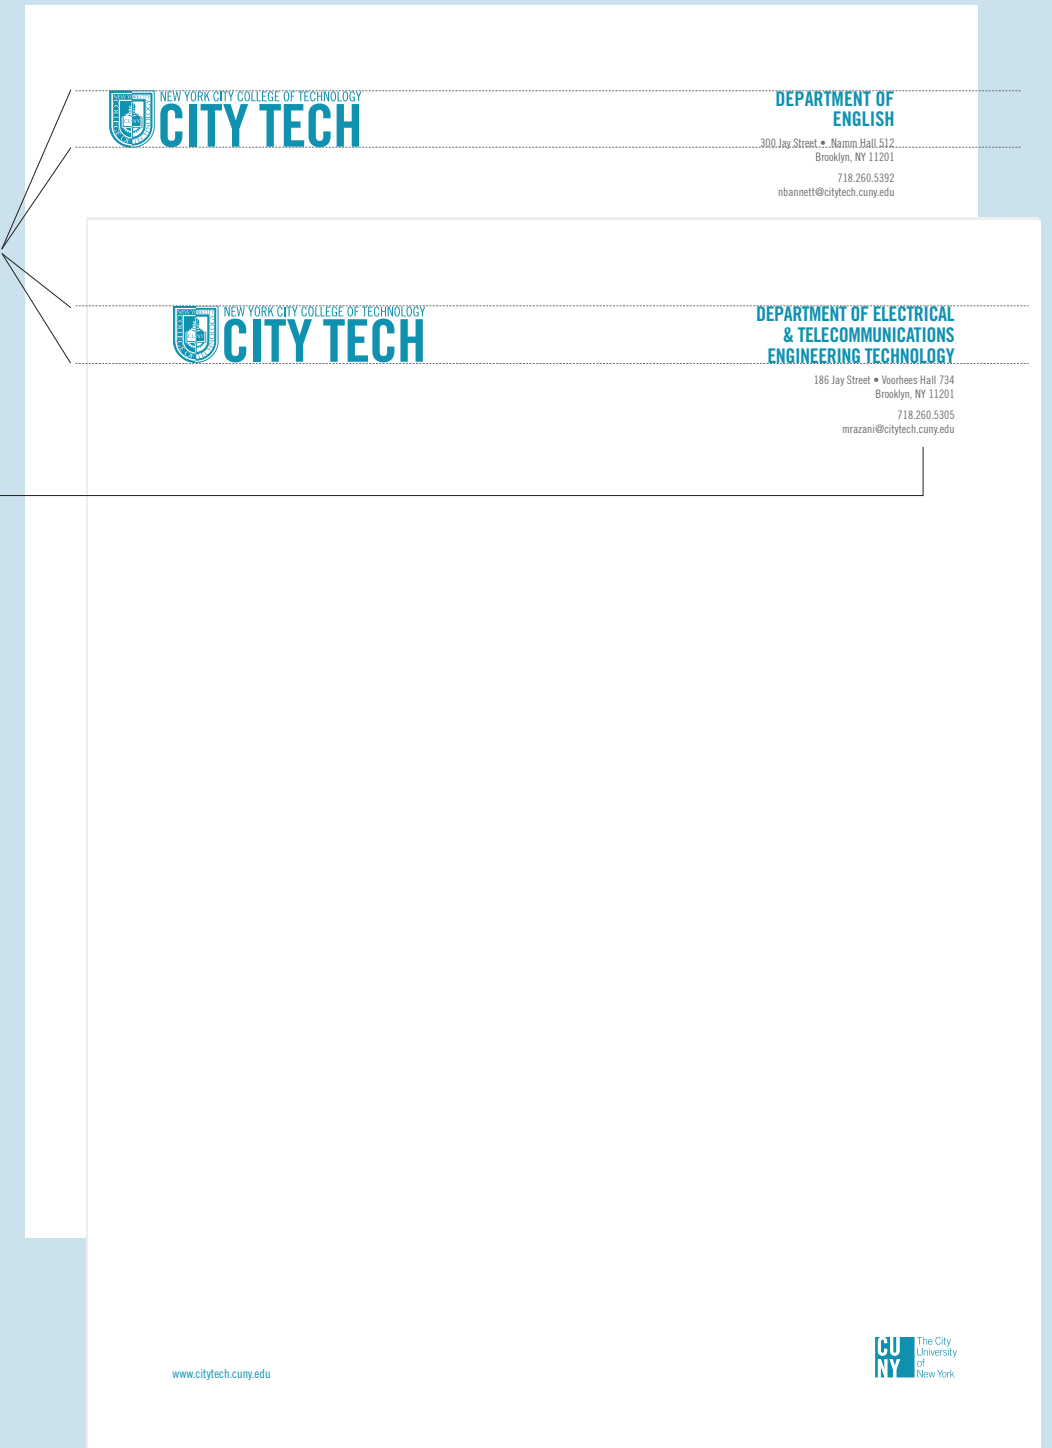 NEW YORK CITY COLLEGE OF TECHNOLOGY
CITY TECH
DEPARTMENT OF
ENGLISH
300 Jay Street • Namm Hall 512
Brooklyn, NY 11201
718.260.5392
nbannett@citytech.cuny.edu
NEW YORK CITY COLLEGE OF TECHNOLOGY
CITY TECH
DEPARTMENT OF ELECTRICAL
& TELECOMMUNICATIONS
ENGINEERING TECHNOLOGY
186 Jay Street • Voorhees Hall 734
Brooklyn, NY 11201
718.260.5305
mrazani@citytech.cuny.edu
www.citytech.cuny.edu
CU
NY
The City
University
of
New York